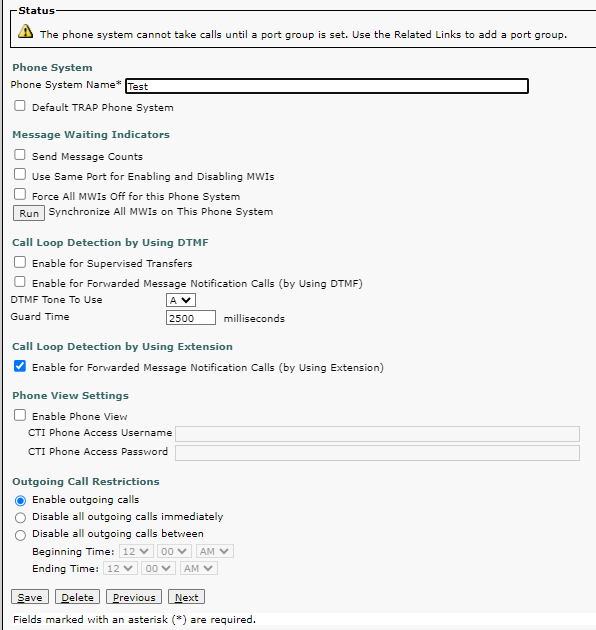 Status
The phone system cannot take calls until a port group is set. Use the Related Links to add a port group.
Phone System
Phone System Name* Test
Default TRAP Phone System
Message Waiting Indicators
Send Message Counts
Use Same Port for Enabling and Disabling MWIs
Force All MWIs Off for this Phone System
Run Synchronize All MWIs on This Phone System
Call Loop Detection by Using DTMF
Enable for Supervised Transfers
Enable for Forwarded Message Notification Calls (by Using DTMF)
DTMF Tone To Use A
Guard Time 2500 milliseconds
Call Loop Detection by Using Extension
Enable for Forwarded Message Notification Calls (by Using Extension)
Phone View Settings
Enable Phone View
CTI Phone Access Username
CTI Phone Access Password
Outgoing Call Restrictions
Enable outgoing calls
Disable all outgoing calls immediately
Disable all outgoing calls between
Beginning Time: 12 00 AM
Ending Time: 12 00 AM
Save Delete Previous Next
Fields marked with an asterisk (*) are required.